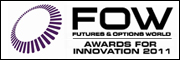 FOW
FUTURES & OPTIONS WORLD
AWARDS FOR
INNOVATION 2011